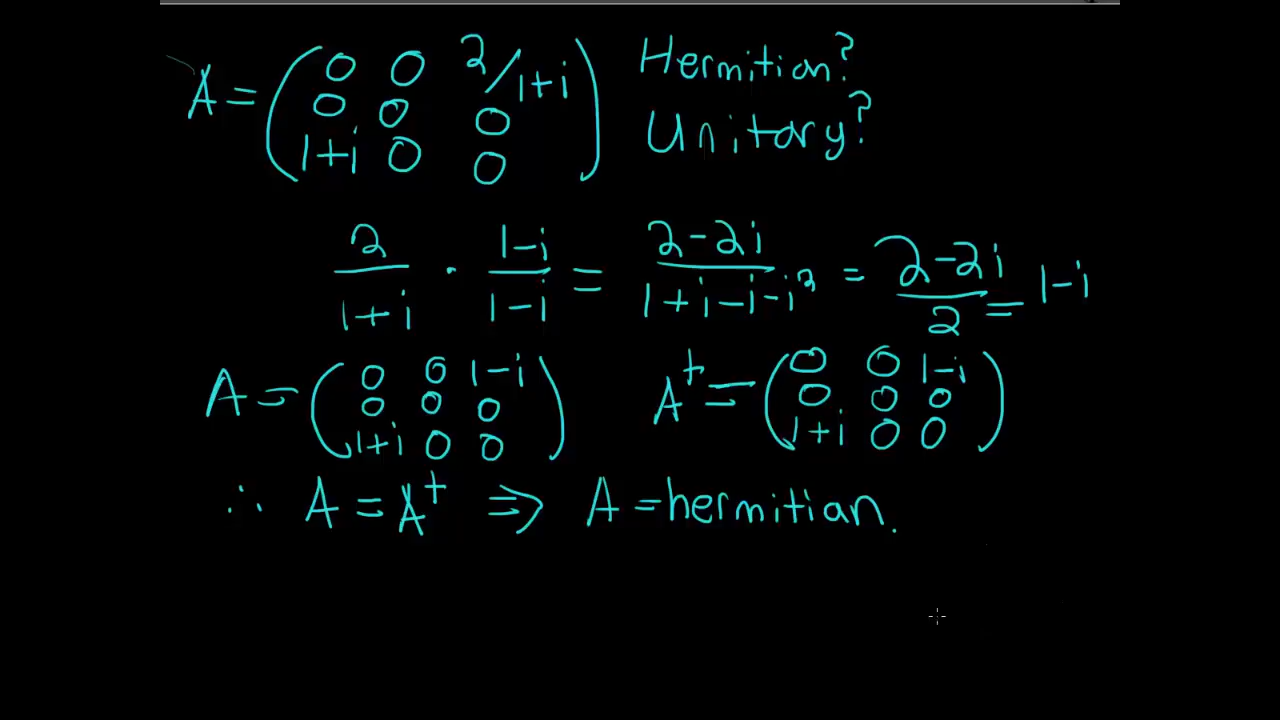 A = ( 0 0 2/1+i Hermitian?
0 0 0 Unitary?
1+i 0 0 )
2/1+i · 1-i/1-i = 2-2i/1+i-i-i² = 2-2i/2 = 1-i
A = ( 0 0 1-i A† = ( 0 0 1-i
0 0 0 0 0 0
1+i 0 0 ) 1+i 0 0 )
∴ A = A† ⇒ A = hermitian.